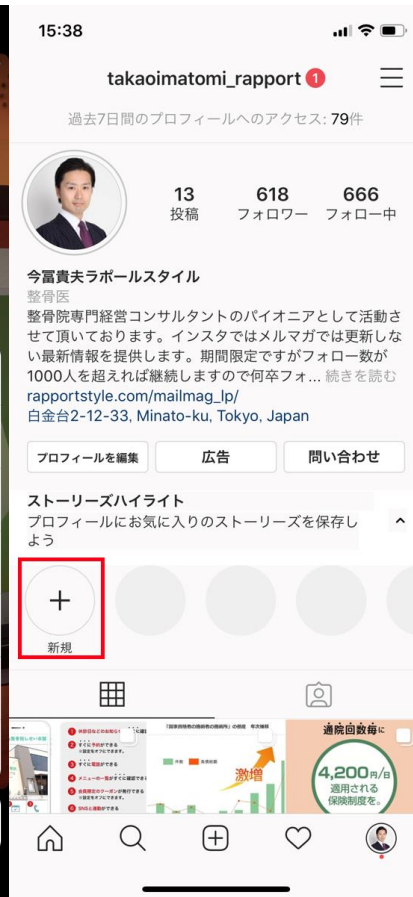 15:38
takaoimatomi_rapport 1
過去7日間のプロフィールへのアクセス: 79件
13 618 666
投稿 フォロワー フォロー中
今冨貴夫ラポールスタイル
整骨医
整骨院専門経営コンサルタントのパイオニアとして活動さ
せて頂いております。インスタではメルマガでは更新しな
い最新情報を提供します。期間限定ですがフォロー数が
1000人を超えれば継続しますので何卒フォ... 続きを読む
rapportstyle.com/mailmag_lp/
白金台2-12-33, Minato-ku, Tokyo, Japan
プロフィールを編集 広告 問い合わせ
ストーリーズハイライト
プロフィールにお気に入りのストーリーズを保存し
よう
新規
通院回数毎に
激増
4,200円/日
適用される
保険制度を。